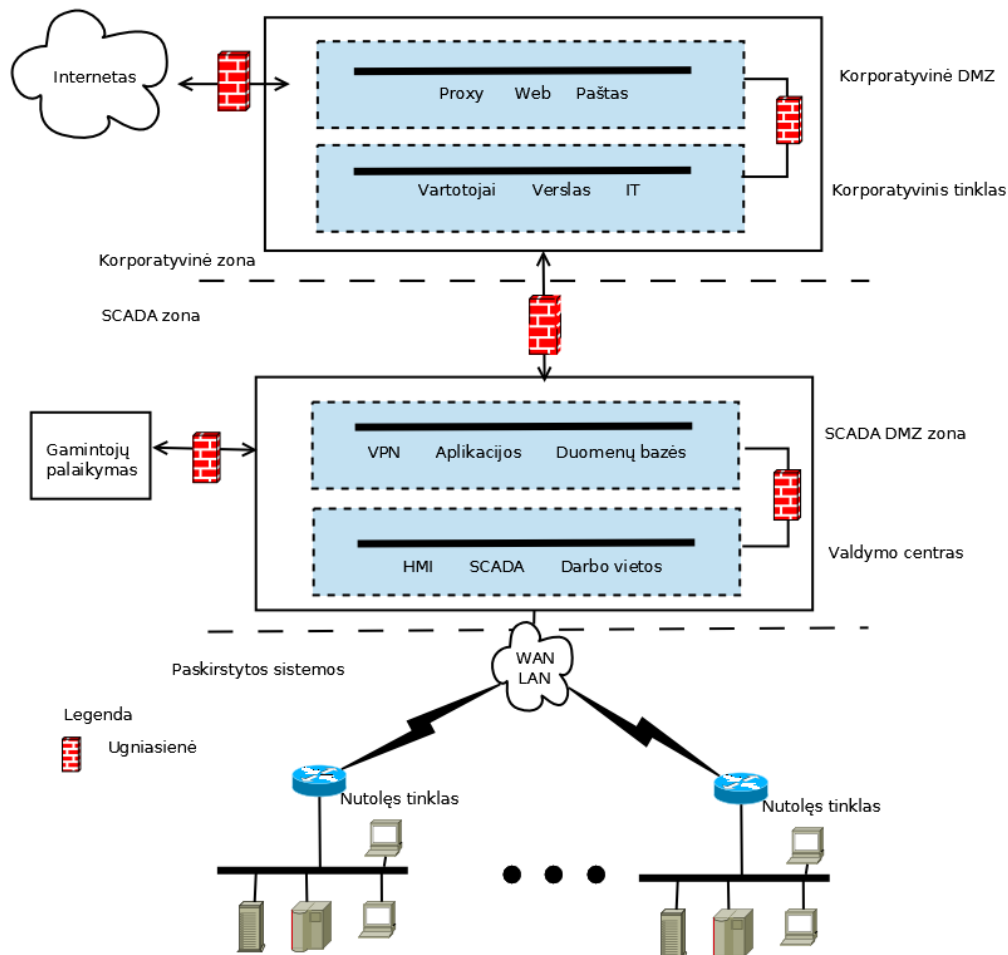 Internetas
Proxy Web Paštas
Korporatyvinė DMZ
Vartotojai Verslas IT
Korporatyvinis tinklas
Korporatyvinė zona
SCADA zona
Gamintojų
palaikymas
VPN Aplikacijos Duomenų bazės
SCADA DMZ zona
HMI SCADA Darbo vietos
Valdymo centras
Paskirstytos sistemos
WAN
LAN
Legenda
Ugniasienė
Nutolęs tinklas
Nutolęs tinklas